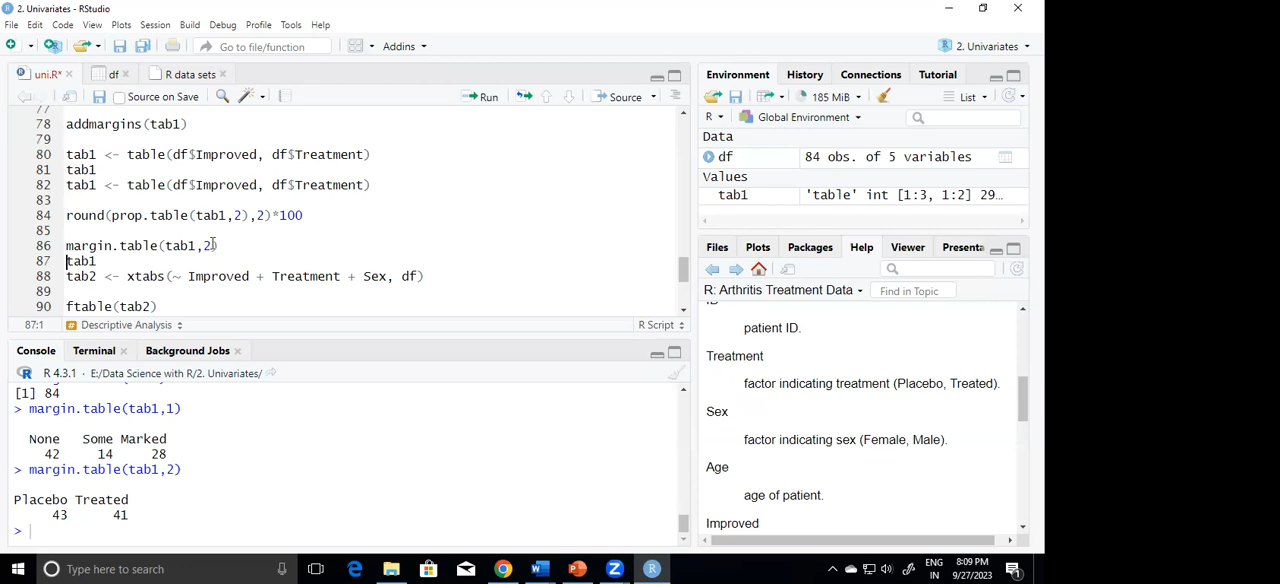 2. Univariates - RStudio
File Edit Code View Plots Session Build Debug Profile Tools Help
Go to file/function Addins 2. Univariates
uni.R* df R data sets
Source on Save Run Source
77
78 addmargins(tab1)
79
80 tab1 <- table(df$Improved, df$Treatment)
81 tab1
82 tab1 <- table(df$Improved, df$Treatment)
83
84 round(prop.table(tab1,2),2)*100
85
86 margin.table(tab1,2)
87 tab1
88 tab2 <- xtabs(~ Improved + Treatment + Sex, df)
89
90 ftable(tab2)
87:1 # Descriptive Analysis R Script
Console Terminal Background Jobs
R 4.3.1 · E:/Data Science with R/2. Univariates/
[1] 84
> margin.table(tab1,1)
None Some Marked
42 14 28
> margin.table(tab1,2)
Placebo Treated
43 41
>
Environment History Connections Tutorial
185 MiB List
R Global Environment
Data
df 84 obs. of 5 variables
Values
tab1 'table' int [1:3, 1:2] 29…
Files Plots Packages Help Viewer Presenta
R: Arthritis Treatment Data Find in Topic
ID
patient ID.
Treatment
factor indicating treatment (Placebo, Treated).
Sex
factor indicating sex (Female, Male).
Age
age of patient.
Improved
Type here to search
ENG
IN
8:09 PM
9/27/2023
1